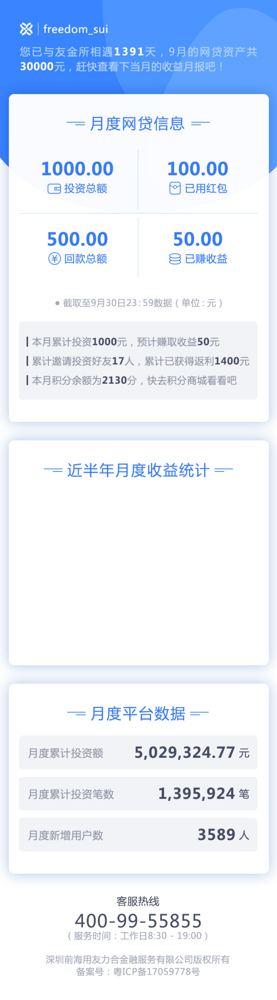 freedom_sui
您已与友金所相遇1391天，9月的网贷资产共
30000元，赶快查看下当月的收益月报吧！
月度网贷信息
1000.00
投资总额
100.00
已用红包
500.00
回款总额
50.00
已赚收益
截取至9月30日23:59数据（单位:元）
本月累计投资1000元，预计赚取收益50元
累计邀请投资好友17人，累计已获得返利1400元
本月积分余额为2130分，快去积分商城看看吧
近半年月度收益统计
月度平台数据
月度累计投资额 5,029,324.77 元
月度累计投资笔数 1,395,924 笔
月度新增用户数 3589 人
客服热线
400-99-55855
（服务时间：工作日8:30 - 19:00）
深圳前海用友力合金融服务有限公司版权所有
备案号：粤ICP备17059778号